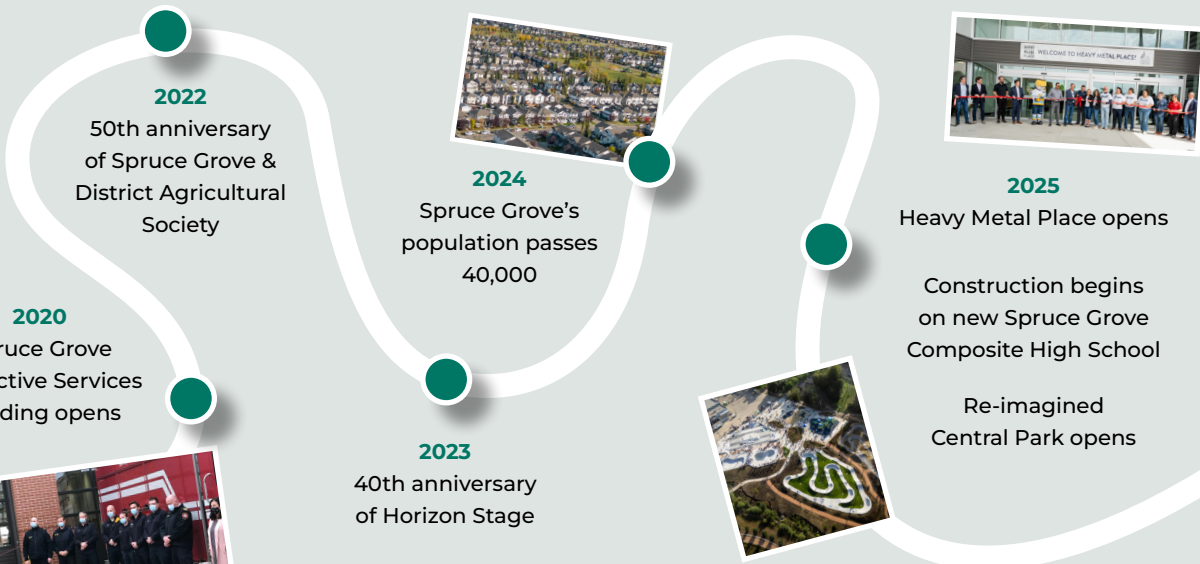 2022
50th anniversary
of Spruce Grove &
District Agricultural
Society
2024
Spruce Grove's
population passes
40,000
WELCOME TO HEAVY METAL PLACE!
2025
Heavy Metal Place opens
Construction begins
on new Spruce Grove
Composite High School
Re-imagined
Central Park opens
2020
ruce Grove
ctive Services
ding opens
2023
40th anniversary
of Horizon Stage